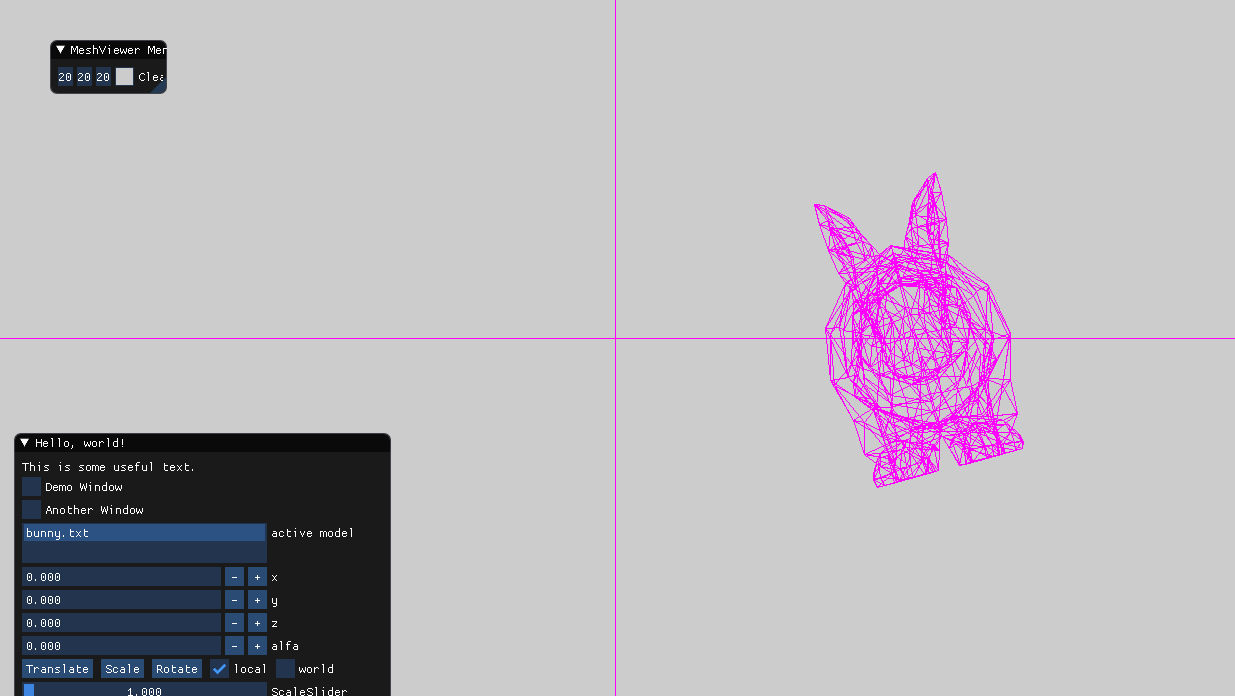 MeshViewer Men
20 20 20 Clea
Hello, world!
This is some useful text.
Demo Window
Another Window
bunny.txt active model
0.000 - + x
0.000 - + y
0.000 - + z
0.000 - + alfa
Translate Scale Rotate local world
1.000 ScaleSlider